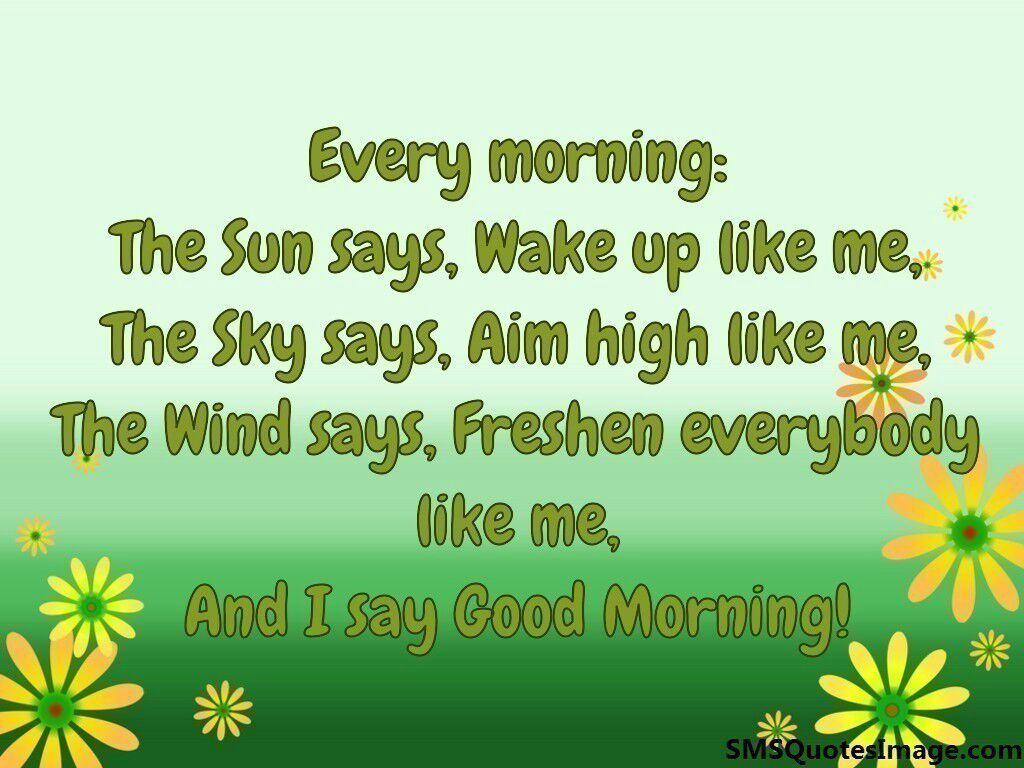 Every morning:
The Sun says, Wake up like me,
The Sky says, Aim high like me,
The Wind says, Freshen everybody
like me,
And I say Good Morning!
SMSQuotesImage.com